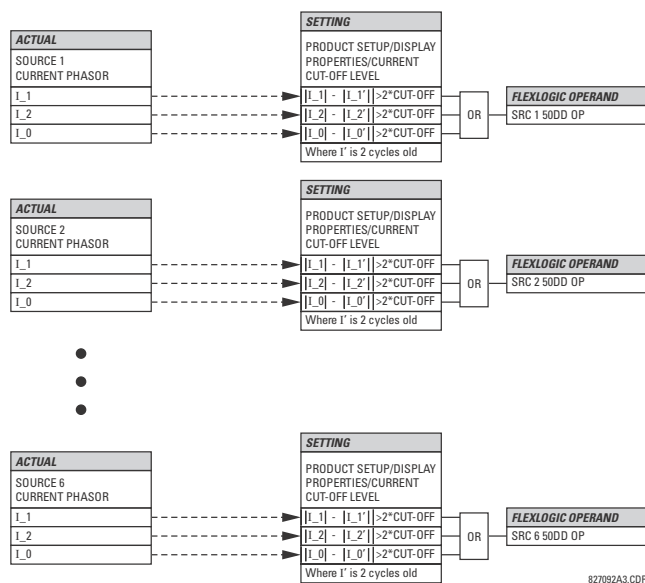 SETTING
ACTUAL
PRODUCT SETUP/DISPLAY
SOURCE 1
PROPERTIES/CURRENT
CURRENT PHASOR
CUT-OFF LEVEL
I_1
||I_1| - |I_1'||>2*CUT-OFF
FLEXLOGIC OPERAND
I_2
||I_2| - |I_2'||>2*CUT-OFF
OR
SRC 1 50DD OP
I_0
||I_0| - |I_0'||>2*CUT-OFF
Where I' is 2 cycles old
SETTING
ACTUAL
PRODUCT SETUP/DISPLAY
SOURCE 2
PROPERTIES/CURRENT
CURRENT PHASOR
CUT-OFF LEVEL
I_1
||I_1| - |I_1'||>2*CUT-OFF
FLEXLOGIC OPERAND
I_2
||I_2| - |I_2'||>2*CUT-OFF
OR
SRC 2 50DD OP
I_0
||I_0| - |I_0'||>2*CUT-OFF
Where I' is 2 cycles old
SETTING
ACTUAL
PRODUCT SETUP/DISPLAY
SOURCE 6
PROPERTIES/CURRENT
CURRENT PHASOR
CUT-OFF LEVEL
I_1
||I_1| - |I_1'||>2*CUT-OFF
FLEXLOGIC OPERAND
I_2
||I_2| - |I_2'||>2*CUT-OFF
OR
SRC 6 50DD OP
I_0
||I_0| - |I_0'||>2*CUT-OFF
Where I' is 2 cycles old
827092A3.CDR